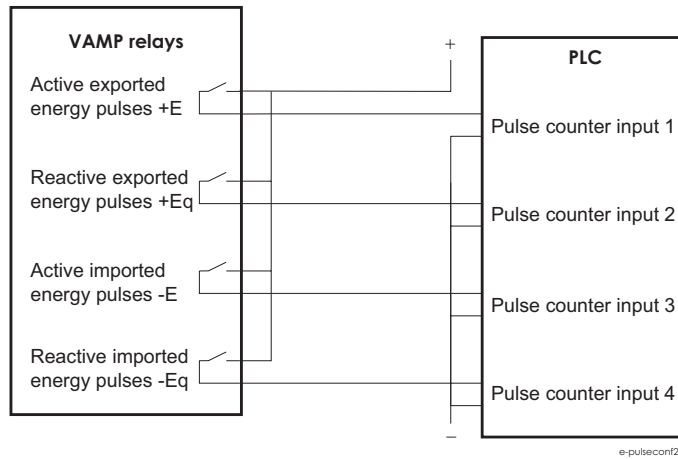 VAMP relays
Active exported
energy pulses +E
Reactive exported
energy pulses +Eq
Active imported
energy pulses -E
Reactive imported
energy pulses -Eq
+
−
PLC
Pulse counter input 1
Pulse counter input 2
Pulse counter input 3
Pulse counter input 4
e-pulseconf2